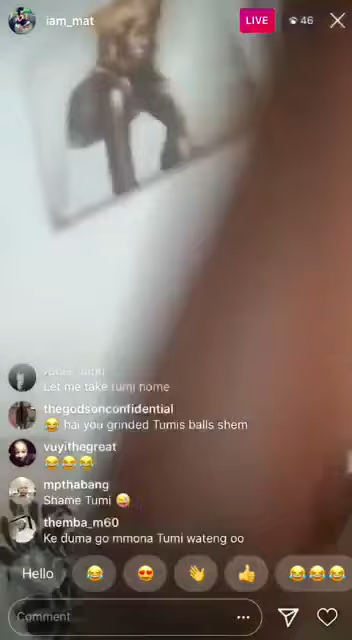 iam_mat
LIVE
46
Let me take Tumi home
thegodsonconfidential
😂 hai you grinded Tumis balls shem
vuyithegreat
😂😂😂
mpthabang
Shame Tumi 😜
themba_m60
Ke duma go mmona Tumi wateng oo
Hello
😂
😍
👋
👍
😂😂😂
Comment